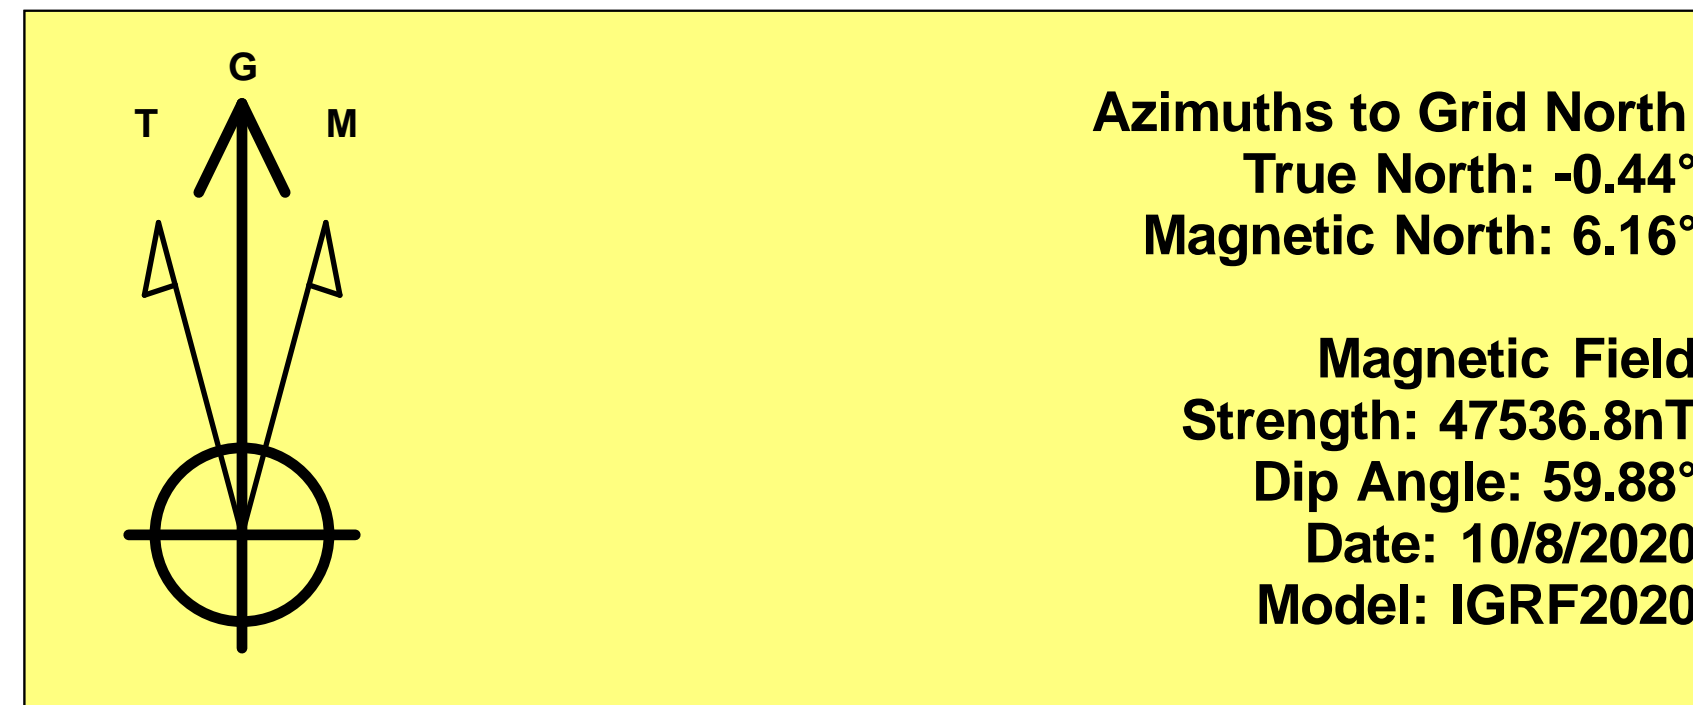 G
T
M
Azimuths to Grid North
True North: -0.44°
Magnetic North: 6.16°
Magnetic Field
Strength: 47536.8nT
Dip Angle: 59.88°
Date: 10/8/2020
Model: IGRF2020